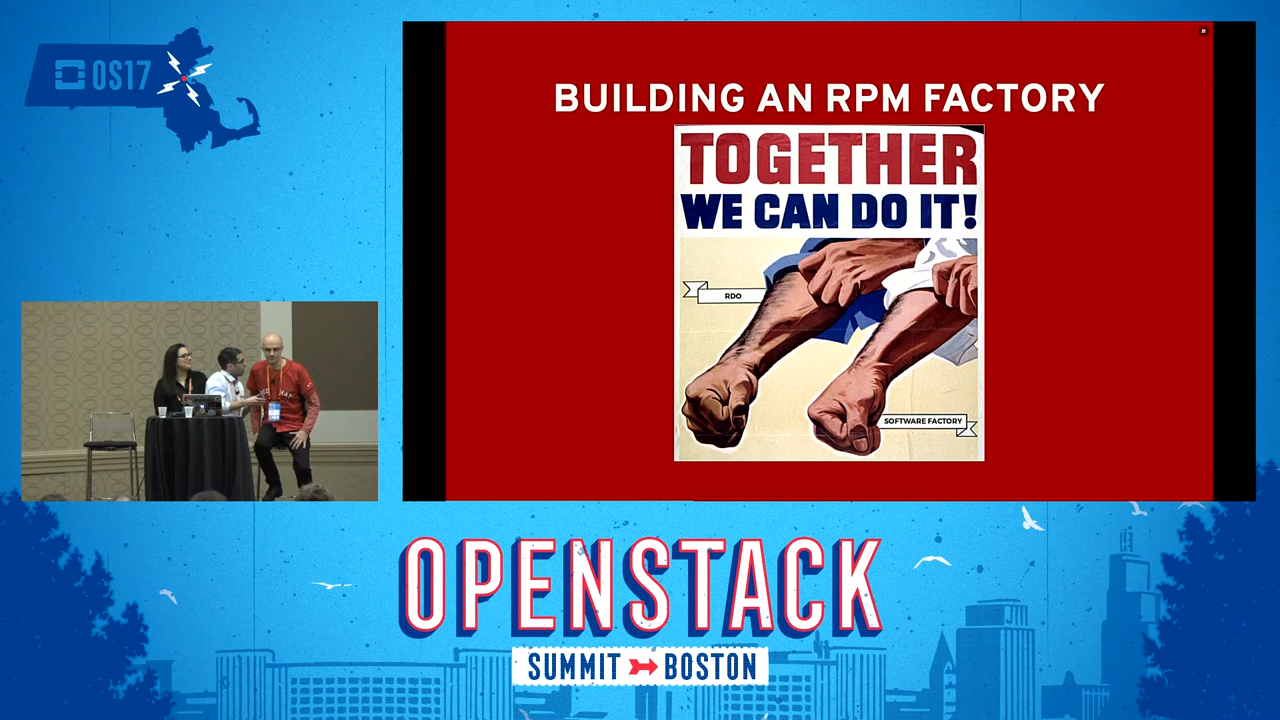 OS17
BUILDING AN RPM FACTORY
TOGETHER
WE CAN DO IT!
RDO
SOFTWARE FACTORY
OPENSTACK
SUMMIT BOSTON